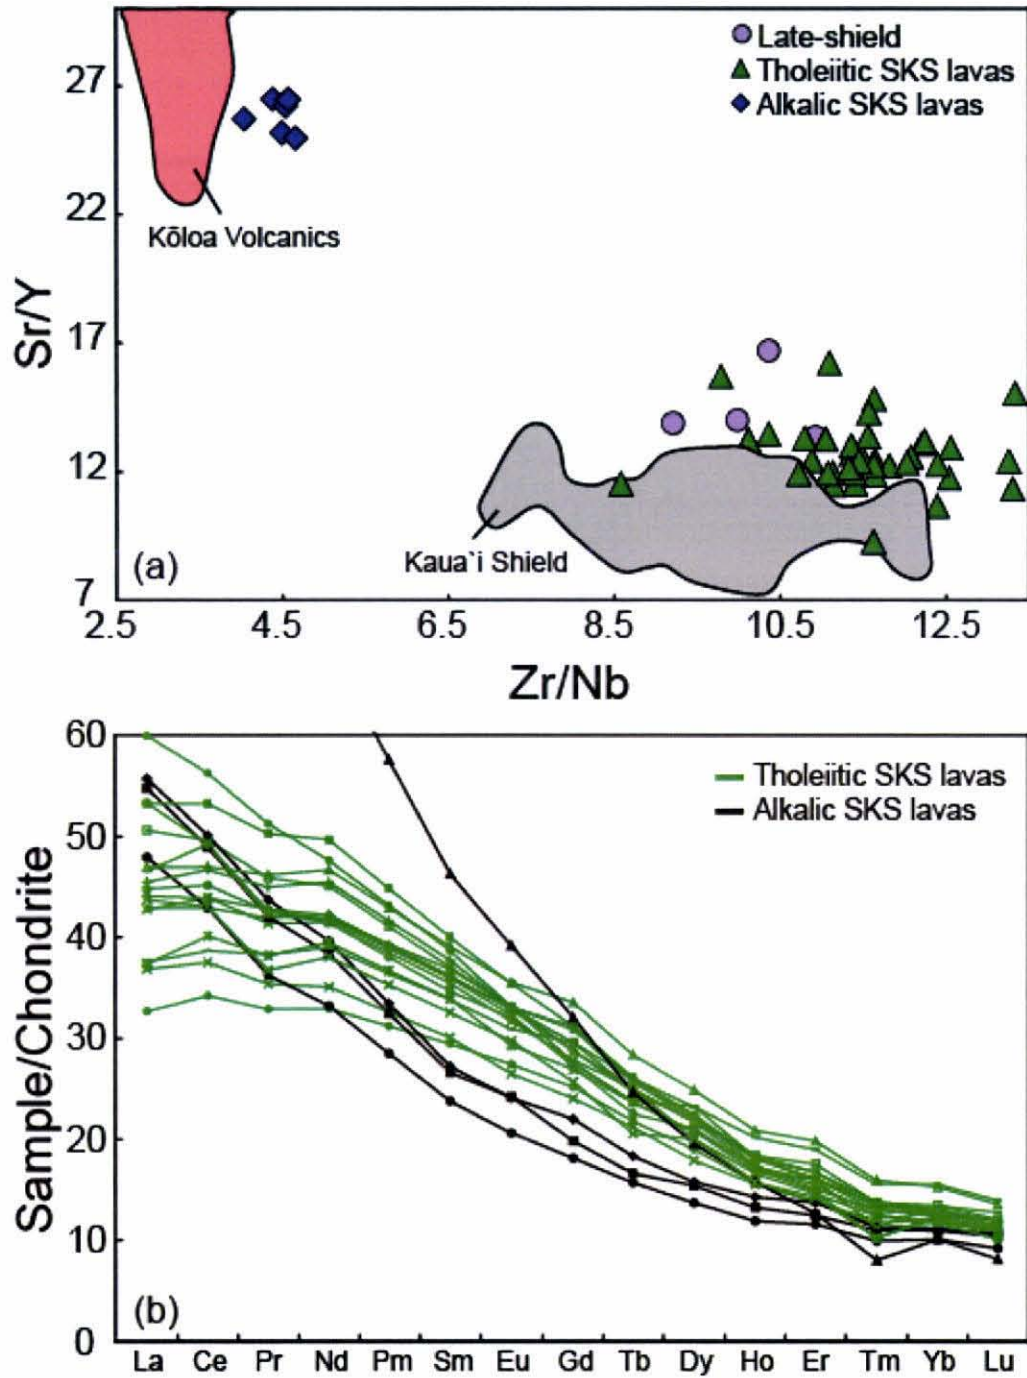 27
22
17
12
7
Sr/Y
Late-shield
Tholeiitic SKS lavas
Alkalic SKS lavas
Kōloa Volcanics
Kaua`i Shield
(a)
2.5 4.5 6.5 8.5 10.5 12.5
Zr/Nb
60
50
40
30
20
10
0
Sample/Chondrite
Tholeiitic SKS lavas
Alkalic SKS lavas
(b)
La Ce Pr Nd Pm Sm Eu Gd Tb Dy Ho Er Tm Yb Lu